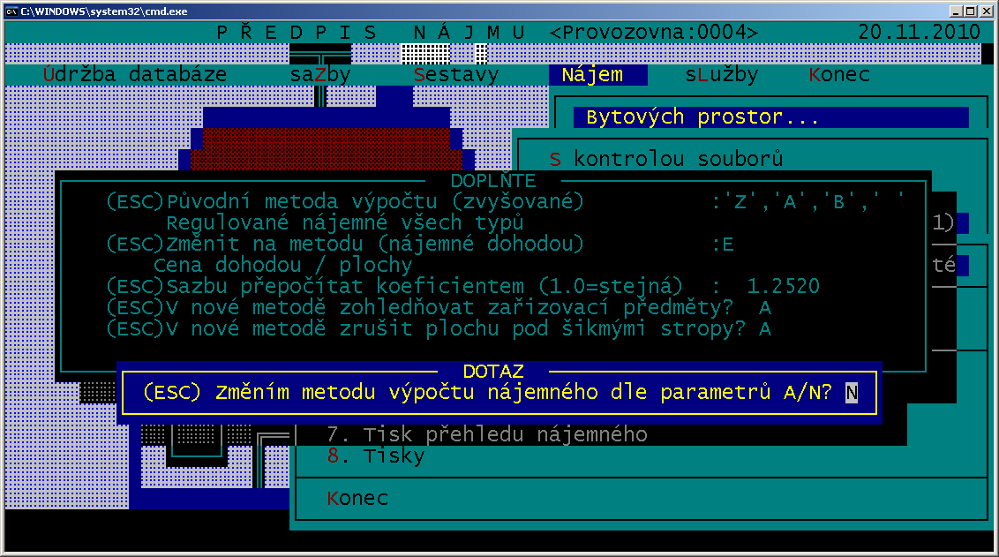 C:\WINDOWS\system32\cmd.exe
P Ř E D P I S N Á J M U <Provozovna:0004> 20.11.2010
Údržba databáze saZby Sestavy Nájem sLužby Konec
Bytových prostor...
S kontrolou souborů
DOPLŇTE
(ESC)Původní metoda výpočtu (zvyšované) :'Z','A','B',' '
Regulované nájemné všech typů
1)
(ESC)Změnit na metodu (nájemné dohodou) :E
Cena dohodou / plochy
té
(ESC)Sazbu přepočítat koeficientem (1.0=stejná) : 1.2520
(ESC)V nové metodě zohledňovat zařizovací předměty? A
(ESC)V nové metodě zrušit plochu pod šikmými stropy? A
DOTAZ
(ESC) Změním metodu výpočtu nájemného dle parametrů A/N? N
7. Tisk přehledu nájemného
8. Tisky
Konec